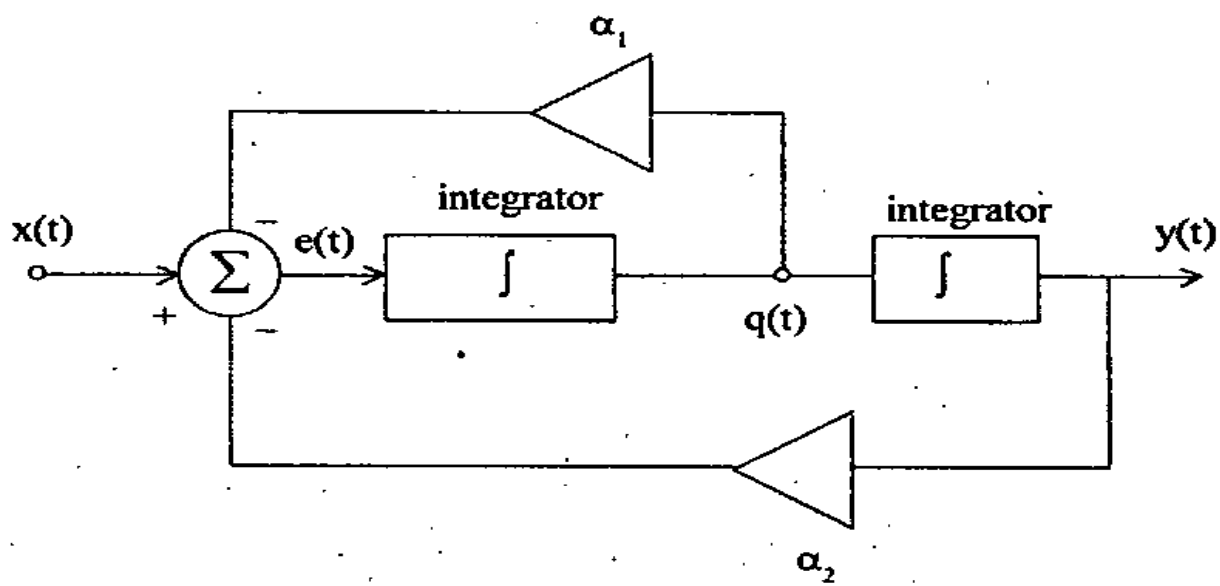 α₁
integrator
integrator
x(t)
−
Σ
e(t)
∫
∫
y(t)
+
−
q(t)
α₂